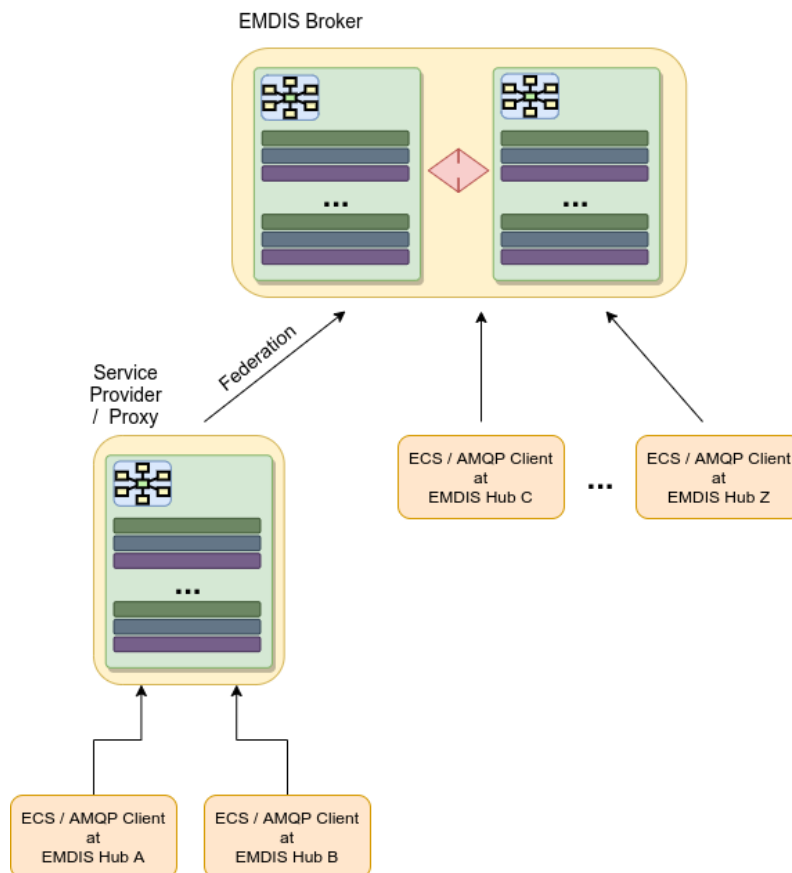 EMDIS Broker
...
...
Federation
Service
Provider
/ Proxy
ECS / AMQP Client
at
EMDIS Hub C
...
ECS / AMQP Client
at
EMDIS Hub Z
...
ECS / AMQP Client
at
EMDIS Hub A
ECS / AMQP Client
at
EMDIS Hub B